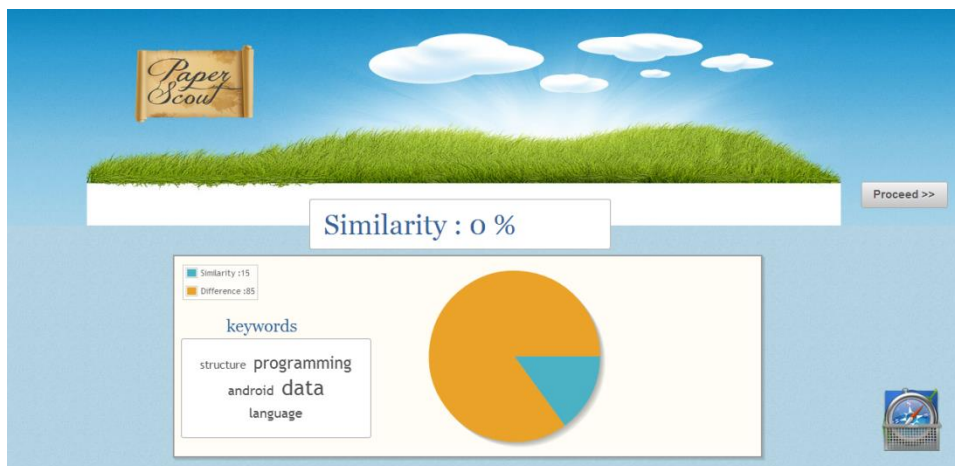 Paper
Scout
Proceed >>
Similarity : 0 %
Similarity :15
Difference :85
keywords
structure programming
android data
language